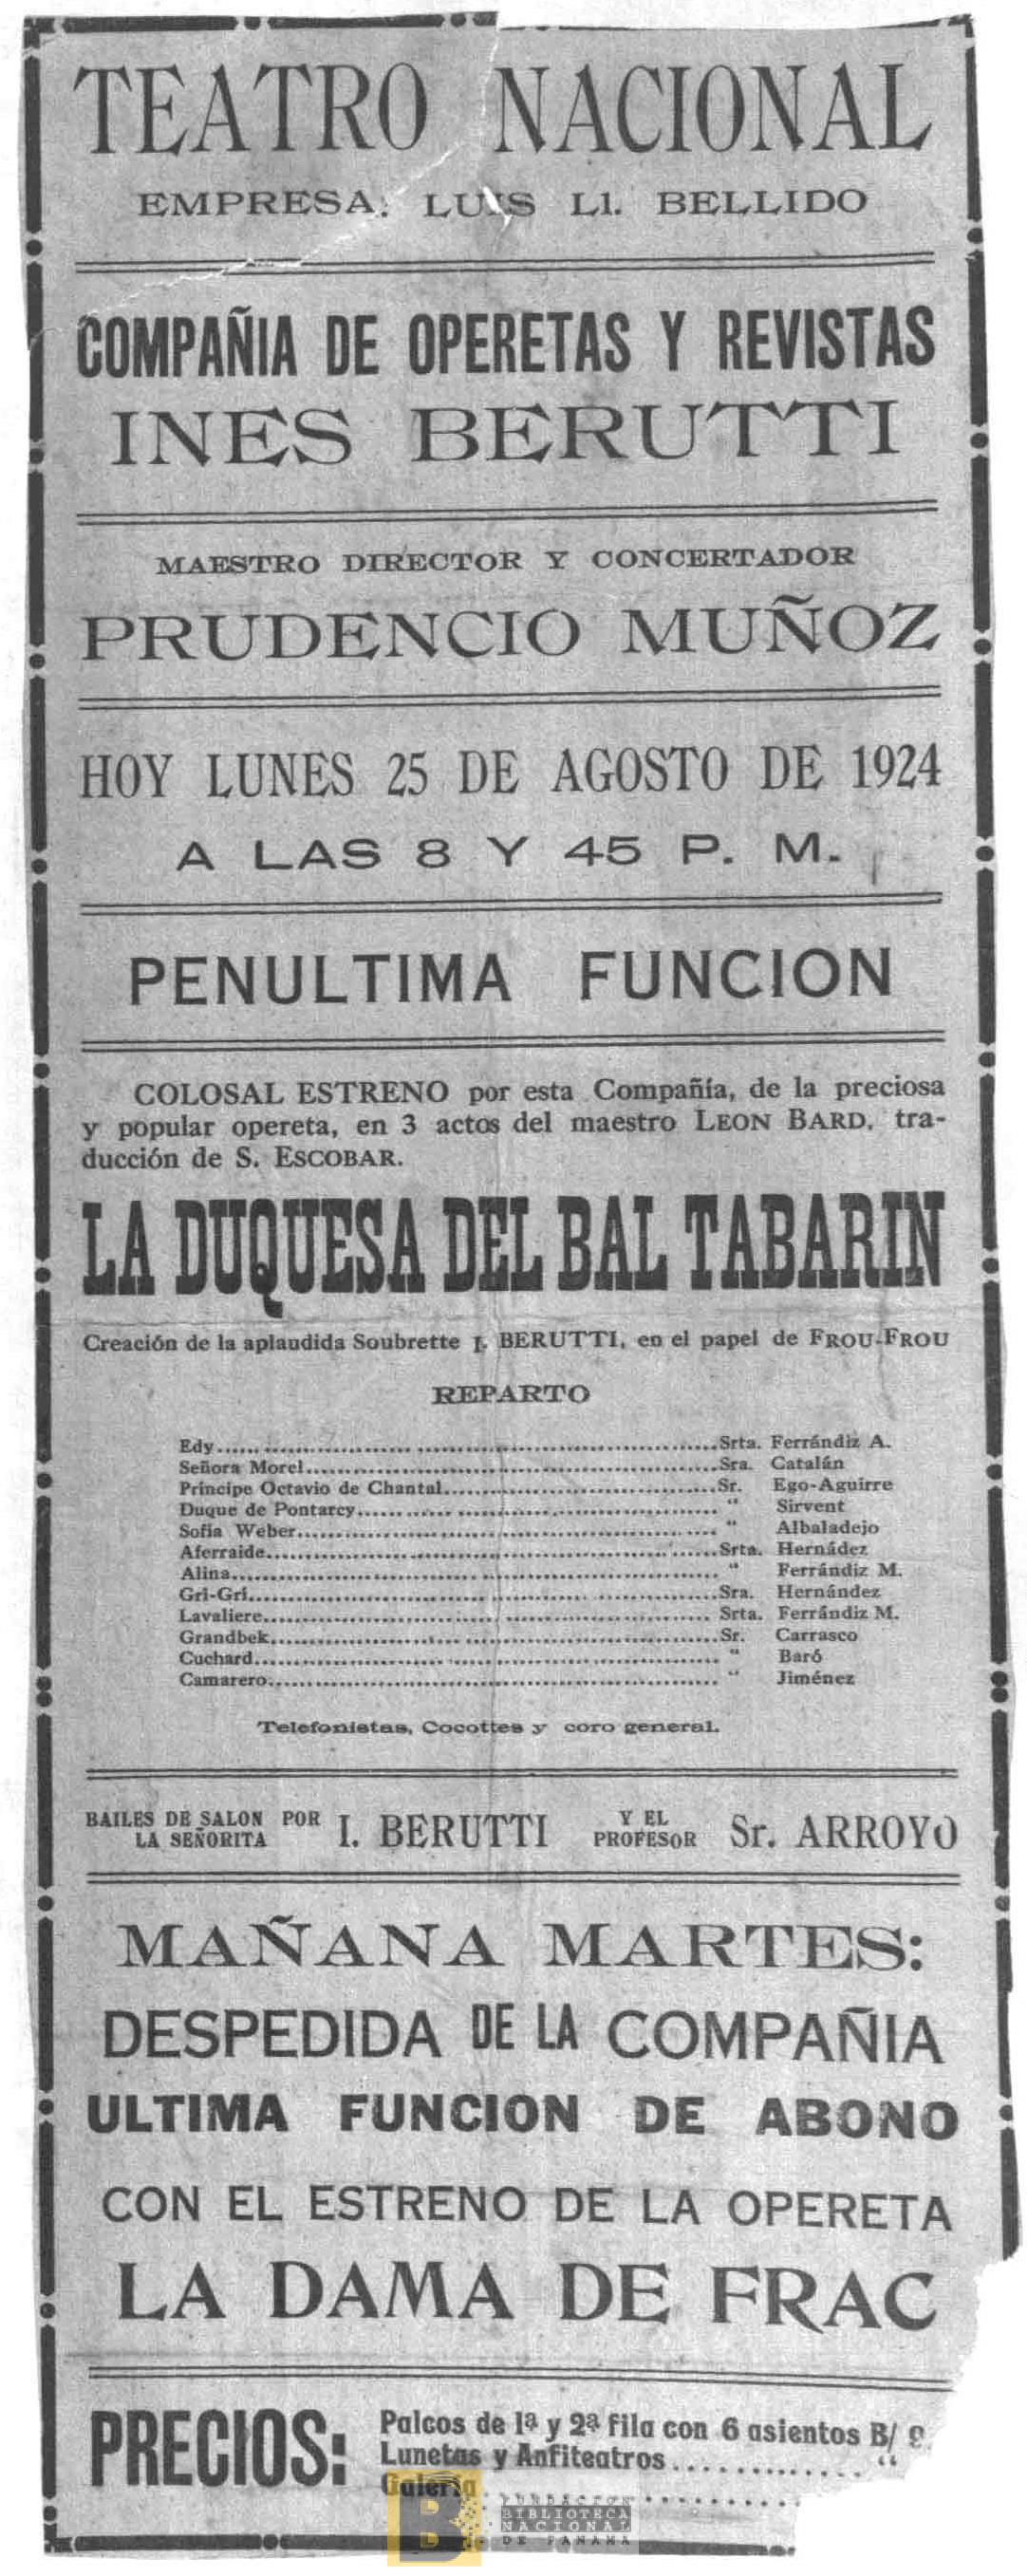 TEATRO NACIONAL
EMPRESA: LUIS Ll. BELLIDO
COMPAÑIA DE OPERETAS Y REVISTAS
INES BERUTTI
MAESTRO DIRECTOR Y CONCERTADOR
PRUDENCIO MUÑOZ
HOY LUNES 25 DE AGOSTO DE 1924
A LAS 8 Y 45 P. M.
PENULTIMA FUNCION
COLOSAL ESTRENO por esta Compañía, de la preciosa
y popular opereta, en 3 actos del maestro LEON BARD, tra-
ducción de S. ESCOBAR.
LA DUQUESA DEL BAL TABARIN
Creación de la aplaudida Soubrette I. BERUTTI, en el papel de FROU-FROU
REPARTO
Edy........Srta. Ferrándiz A.
Señora Morel........Sra. Catalán
Príncipe Octavio de Chantal........Sr. Ego-Aguirre
Duque de Pontarcy........" Sirvent
Sofia Weber........" Albaladejo
Aferraide........Srta. Hernádez
Alina........" Ferrándiz M.
Gri-Gri........Sra. Hernández
Lavaliere........Srta. Ferrándiz M.
Grandbek........Sr. Carrasco
Cuchard........" Baró
Camarero........" Jiménez
Telefonistas, Cocottes y coro general.
BAILES DE SALON POR LA SEÑORITA I. BERUTTI Y EL PROFESOR Sr. ARROYO
MAÑANA MARTES:
DESPEDIDA DE LA COMPAÑIA
ULTIMA FUNCION DE ABONO
CON EL ESTRENO DE LA OPERETA
LA DAMA DE FRAC
PRECIOS:
Palcos de 1ª y 2ª fila con 6 asientos B/
Lunetas y Anfiteatros........ "
Galería........
FUNDACION
BIBLIOTECA
NACIONAL
DE PANAMA